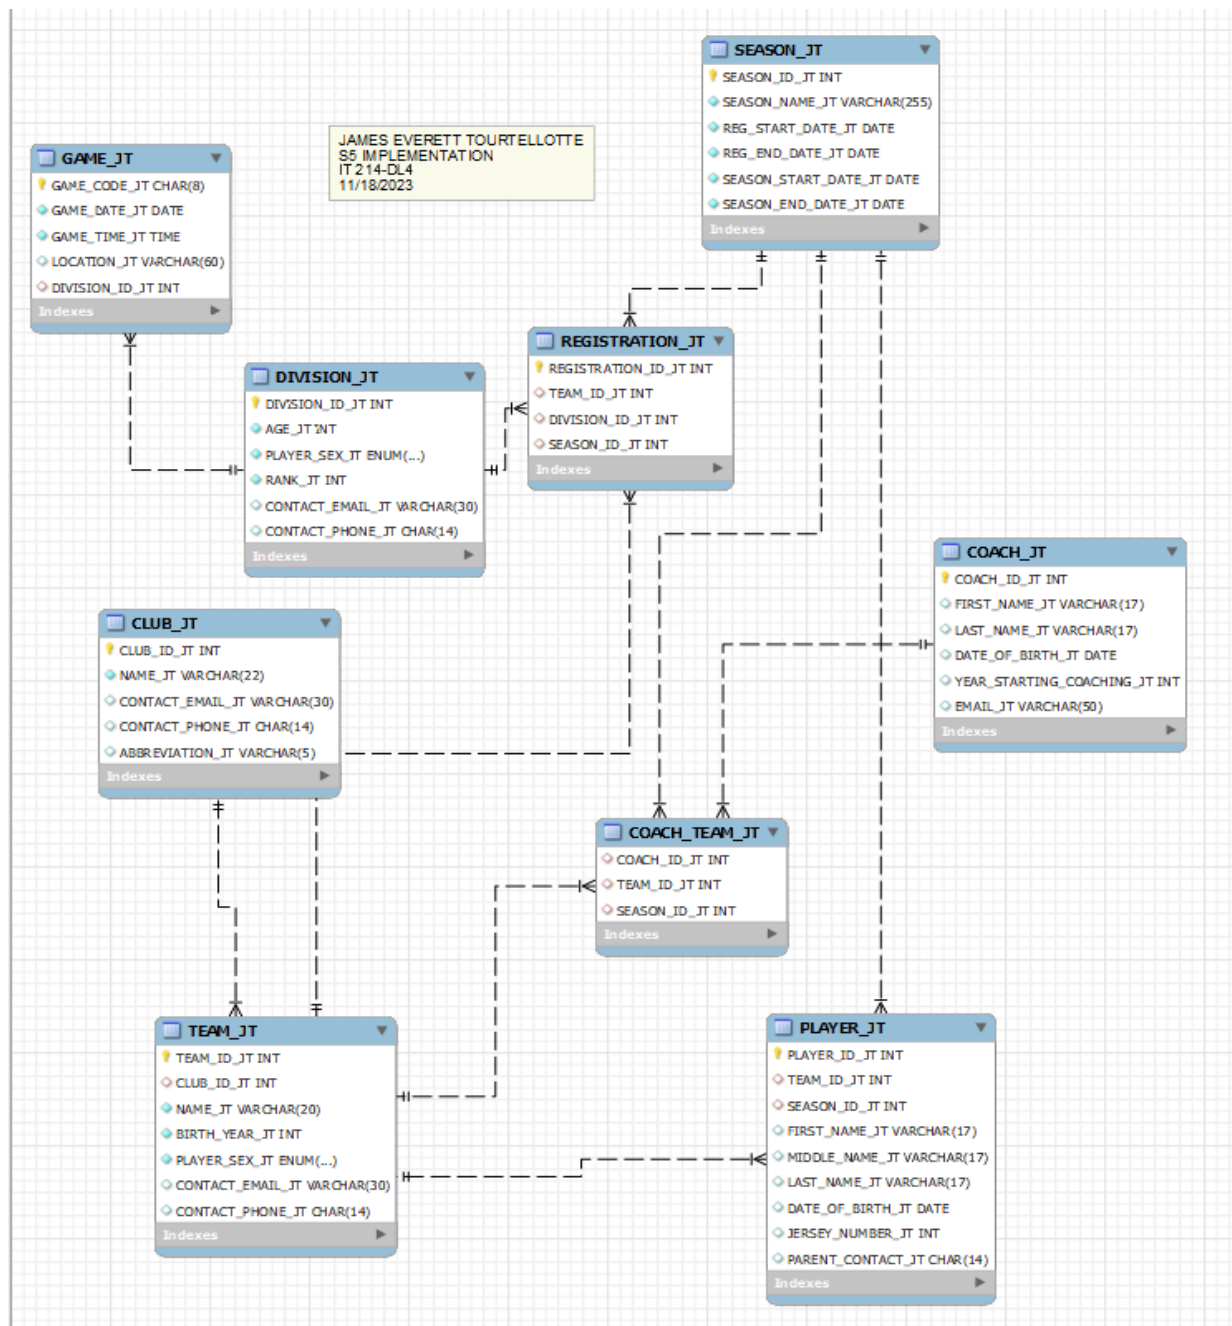 SEASON_JT
SEASON_ID_JT INT
SEASON_NAME_JT VARCHAR(255)
REG_START_DATE_JT DATE
REG_END_DATE_JT DATE
SEASON_START_DATE_JT DATE
SEASON_END_DATE_JT DATE
Indexes
JAMES EVERETT TOURTELLOTTE
S5 IMPLEMENTATION
IT 214-DL4
11/18/2023
GAME_JT
GAME_CODE_JT CHAR(8)
GAME_DATE_JT DATE
GAME_TIME_JT TIME
LOCATION_JT VARCHAR(60)
DIVISION_ID_JT INT
Indexes
REGISTRATION_JT
REGISTRATION_ID_JT INT
TEAM_ID_JT INT
DIVISION_ID_JT INT
SEASON_ID_JT INT
Indexes
DIVISION_JT
DIVISION_ID_JT INT
AGE_JT INT
PLAYER_SEX_JT ENUM(...)
RANK_JT INT
CONTACT_EMAIL_JT VARCHAR(30)
CONTACT_PHONE_JT CHAR(14)
Indexes
COACH_JT
COACH_ID_JT INT
FIRST_NAME_JT VARCHAR(17)
LAST_NAME_JT VARCHAR(17)
DATE_OF_BIRTH_JT DATE
YEAR_STARTING_COACHING_JT INT
EMAIL_JT VARCHAR(50)
Indexes
CLUB_JT
CLUB_ID_JT INT
NAME_JT VARCHAR(22)
CONTACT_EMAIL_JT VARCHAR(30)
CONTACT_PHONE_JT CHAR(14)
ABBREVIATION_JT VARCHAR(5)
Indexes
COACH_TEAM_JT
COACH_ID_JT INT
TEAM_ID_JT INT
SEASON_ID_JT INT
Indexes
TEAM_JT
TEAM_ID_JT INT
CLUB_ID_JT INT
NAME_JT VARCHAR(20)
BIRTH_YEAR_JT INT
PLAYER_SEX_JT ENUM(...)
CONTACT_EMAIL_JT VARCHAR(30)
CONTACT_PHONE_JT CHAR(14)
Indexes
PLAYER_JT
PLAYER_ID_JT INT
TEAM_ID_JT INT
SEASON_ID_JT INT
FIRST_NAME_JT VARCHAR(17)
MIDDLE_NAME_JT VARCHAR(17)
LAST_NAME_JT VARCHAR(17)
DATE_OF_BIRTH_JT DATE
JERSEY_NUMBER_JT INT
PARENT_CONTACT_JT CHAR(14)
Indexes